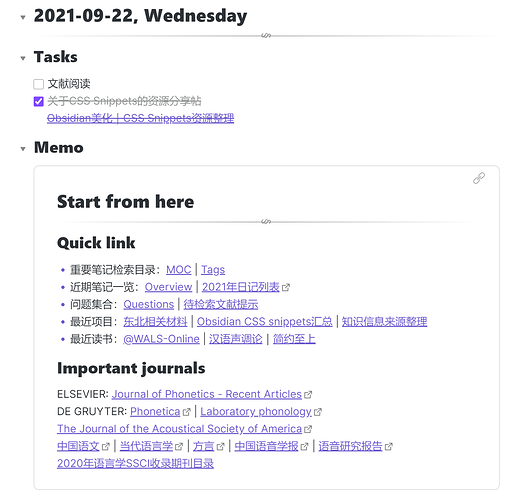 2021-09-22, Wednesday
Tasks
文献阅读
关于CSS Snippets的资源分享帖
Obsidian美化 | CSS Snippets资源整理
Memo
Start from here
Quick link
重要笔记检索目录：MOC | Tags
近期笔记一览：Overview | 2021年日记列表
问题集合：Questions | 待检索文献提示
最近项目：东北相关材料 | Obsidian CSS snippets汇总 | 知识信息来源整理
最近读书：@WALS-Online | 汉语声调论 | 简约至上
Important journals
ELSEVIER: Journal of Phonetics - Recent Articles
DE GRUYTER: Phonetica | Laboratory phonology
The Journal of the Acoustical Society of America
中国语文 | 当代语言学 | 方言 | 中国语音学报 | 语音研究报告
2020年语言学SSCI收录期刊目录